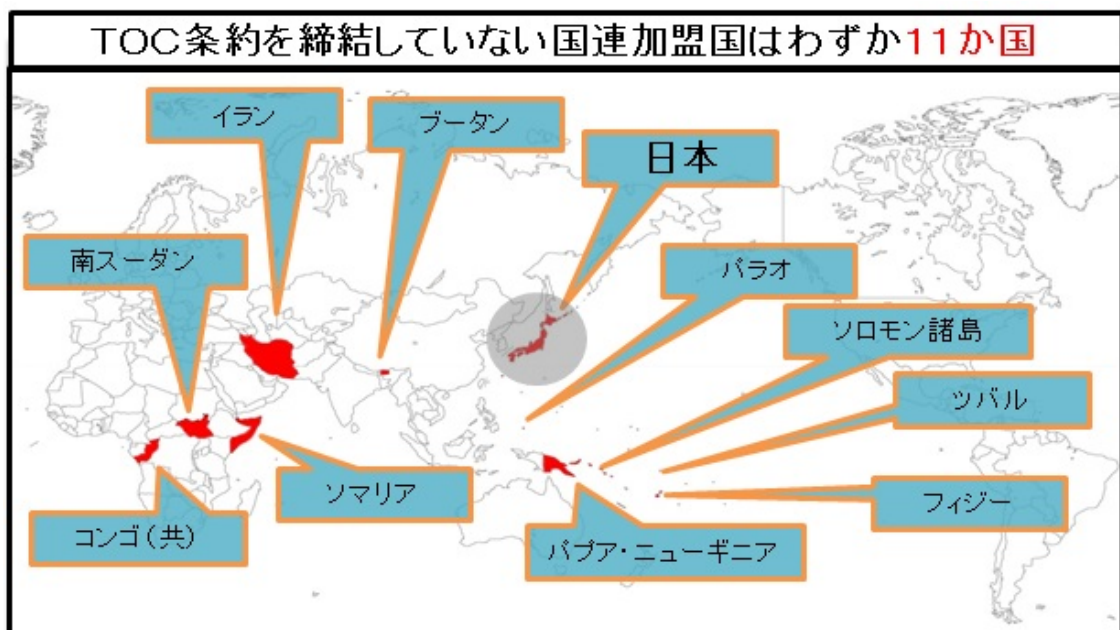 TOC条約を締結していない国連加盟国はわずか11か国
イラン
ブータン
日本
南スーダン
パラオ
ソロモン諸島
ツバル
ソマリア
フィジー
コンゴ(共)
パプア・ニューギニア